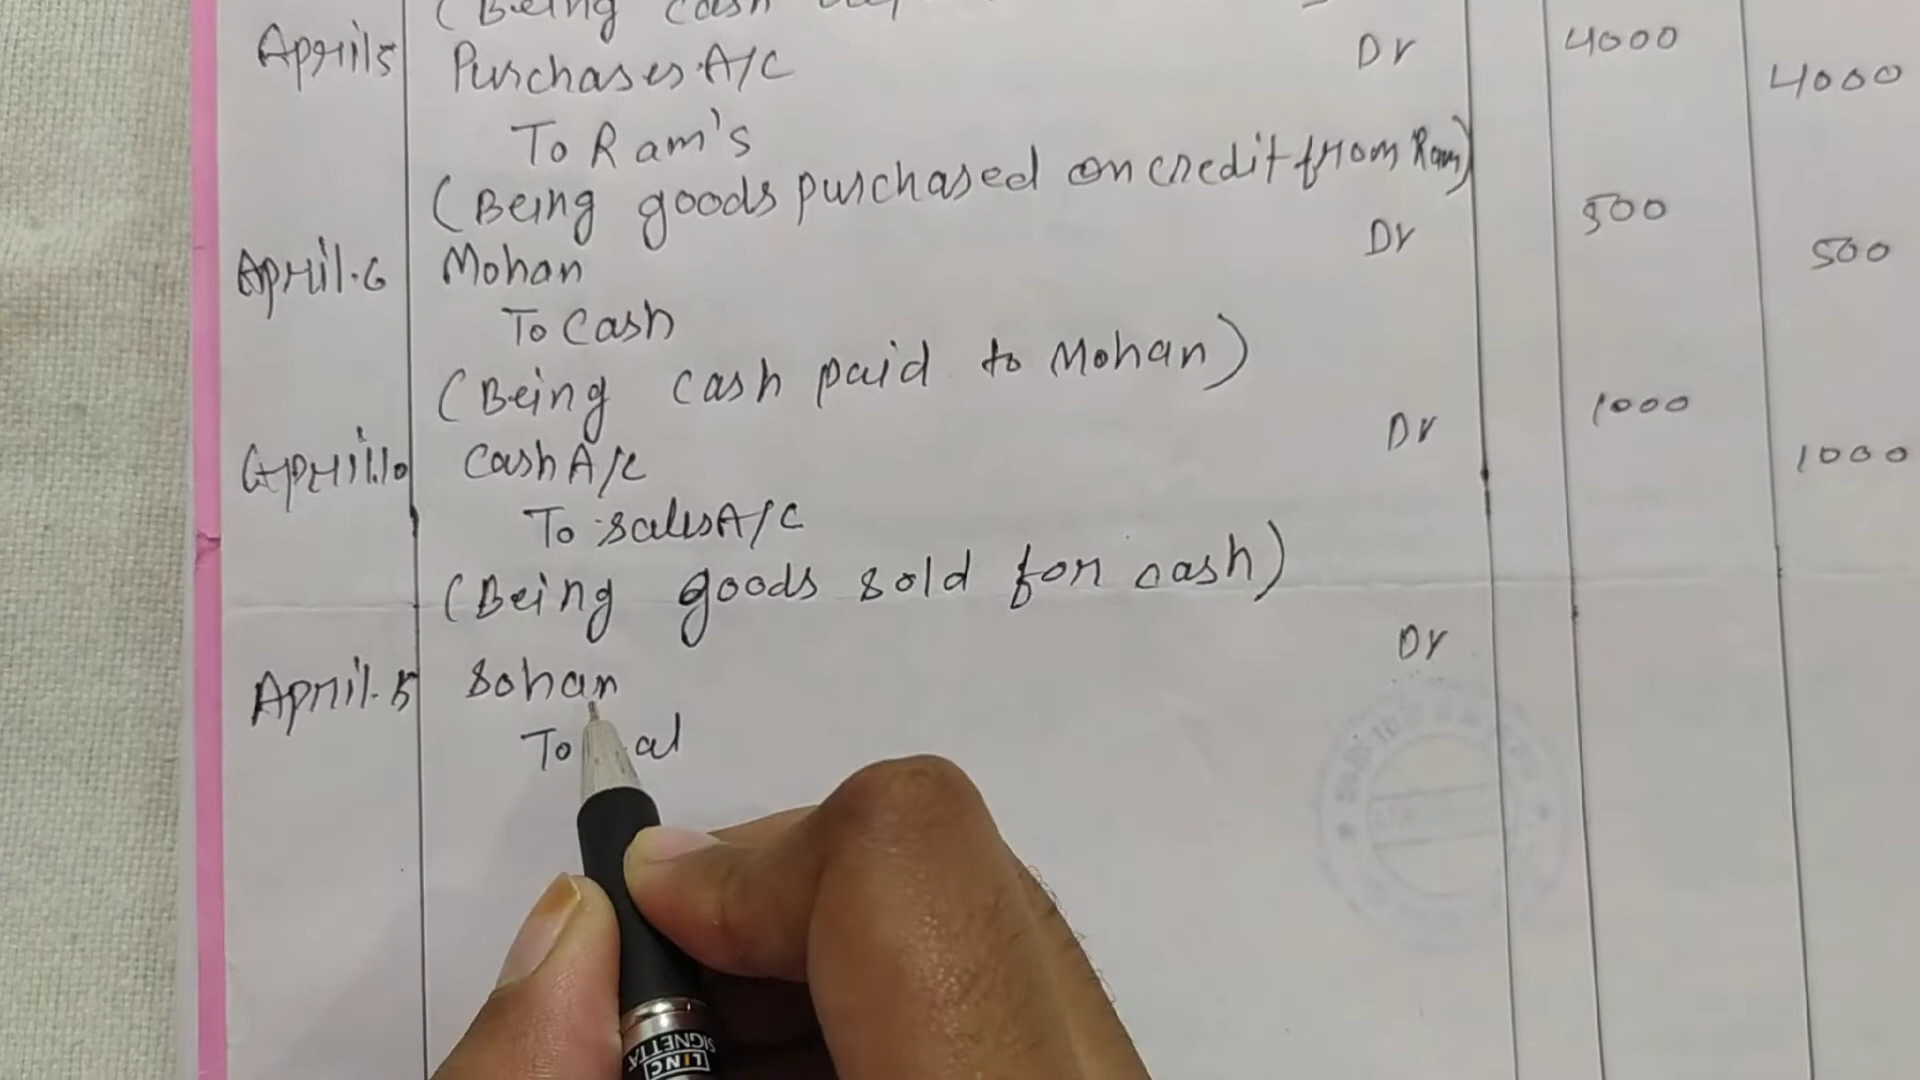 (Being cash
April5 Purchases A/C Dr 4000
To Ram's 4000
(Being goods purchased on credit from Ram)
April.6 Mohan Dr 500
To Cash 500
(Being cash paid to Mohan)
April.10 Cash A/C Dr 1000
To Sales A/C 1000
(Being goods sold for cash)
April. Sohan Dr
To
LINC
SIGNETTA